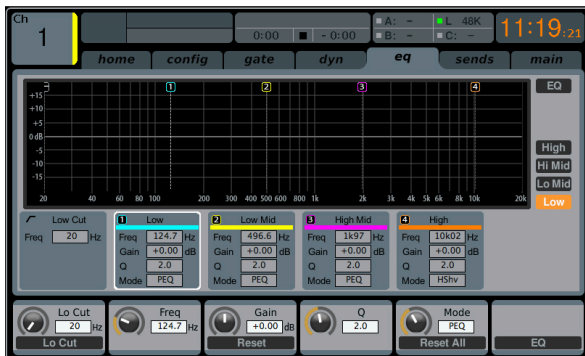 Ch
1
0:00 - 0:00
A: - L 48K
B: - C: -
11:19:21
home config gate dyn eq sends main
EQ
+15
+5
0 dB
-5
-10
-15
1 2 3 4
20 40 60 80 100 200 300 400 500 600 800 1k 2k 3k 4k 5k 6k 8k 10k 20k
High
Hi Mid
Lo Mid
Low
Low Cut
Freq 20 Hz
1 Low
Freq 124.7 Hz
Gain +0.00 dB
Q 2.0
Mode PEQ
2 Low Mid
Freq 496.6 Hz
Gain +0.00 dB
Q 2.0
Mode PEQ
3 High Mid
Freq 1k97 Hz
Gain +0.00 dB
Q 2.0
Mode PEQ
4 High
Freq 10k02 Hz
Gain +0.00 dB
Q 2.0
Mode HShv
Lo Cut
20 Hz
Lo Cut
Freq
124.7 Hz
Gain
+0.00 dB
Reset
Q
2.0
Mode
PEQ
Reset All
EQ